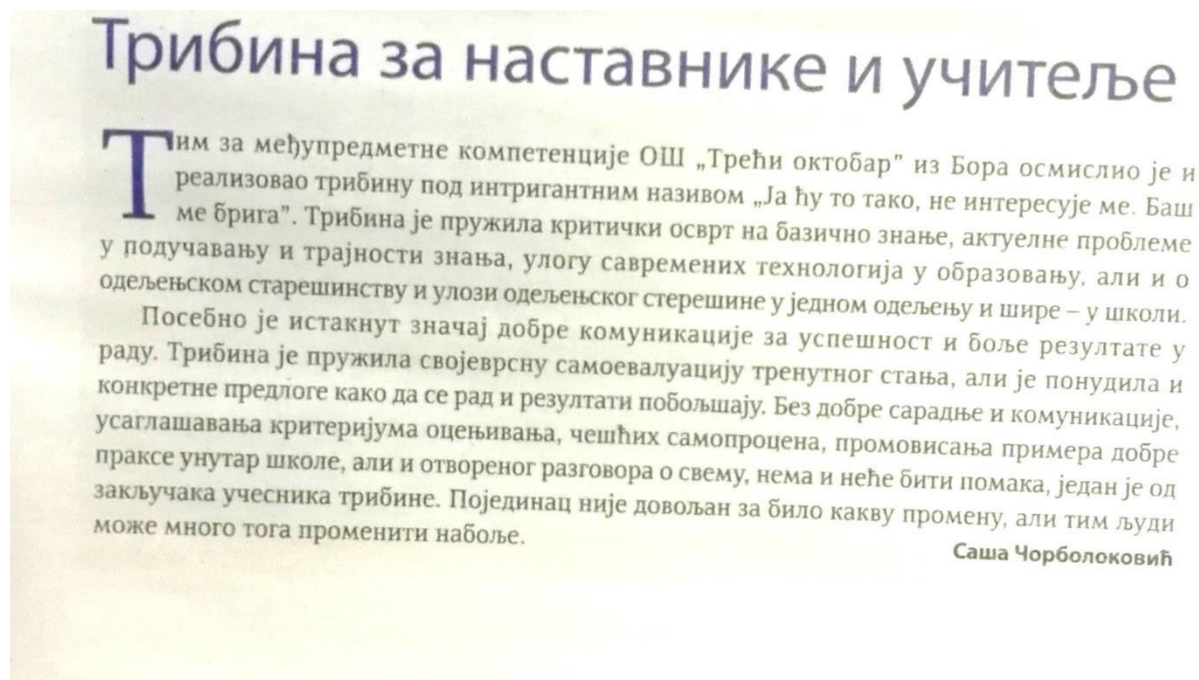 Трибина за наставнике и учитеље
Тим за међупредметне компетенције ОШ „Трећи октобар” из Бора осмислио је и
реализовао трибину под интригантним називом „Ја ћу то тако, не интересује ме. Баш
ме брига”. Трибина је пружила критички осврт на базично знање, актуелне проблеме
у подучавању и трајности знања, улогу савремених технологија у образовању, али и о
одељењском старешинству и улози одељењског стерешине у једном одељењу и шире – у школи.
Посебно је истакнут значај добре комуникације за успешност и боље резултате у
раду. Трибина је пружила својеврсну самоевалуацију тренутног стања, али је понудила и
конкретне предлоге како да се рад и резултати побољшају. Без добре сарадње и комуникације,
усаглашавања критеријума оцењивања, чешћих самопроцена, промовисања примера добре
праксе унутар школе, али и отвореног разговора о свему, нема и неће бити помака, један је од
закључака учесника трибине. Појединац није довољан за било какву промену, али тим људи
може много тога променити набоље.
Саша Чорболоковић